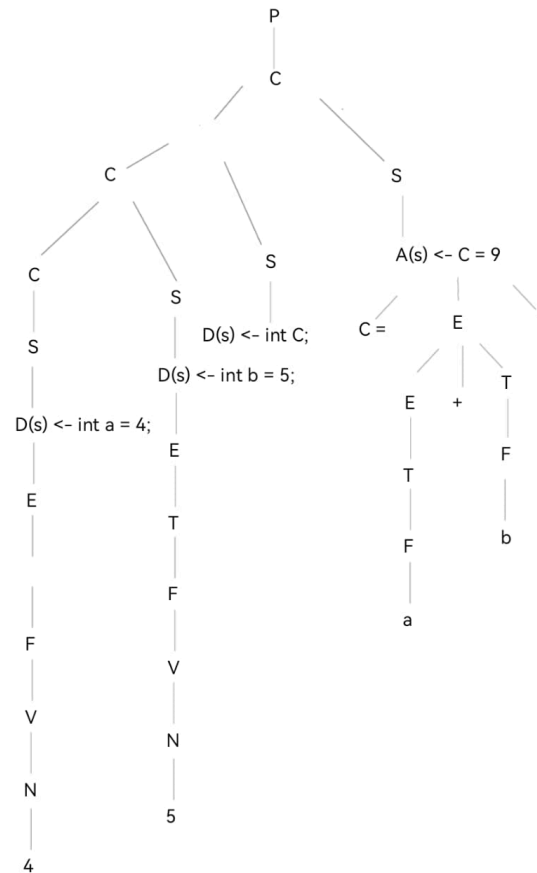 P
C
C
S
C
S
S
A(s) <- C = 9
D(s) <- int C;
C =
E
S
D(s) <- int b = 5;
E
+
T
D(s) <- int a = 4;
E
T
F
E
T
F
b
F
F
a
V
V
N
N
5
4